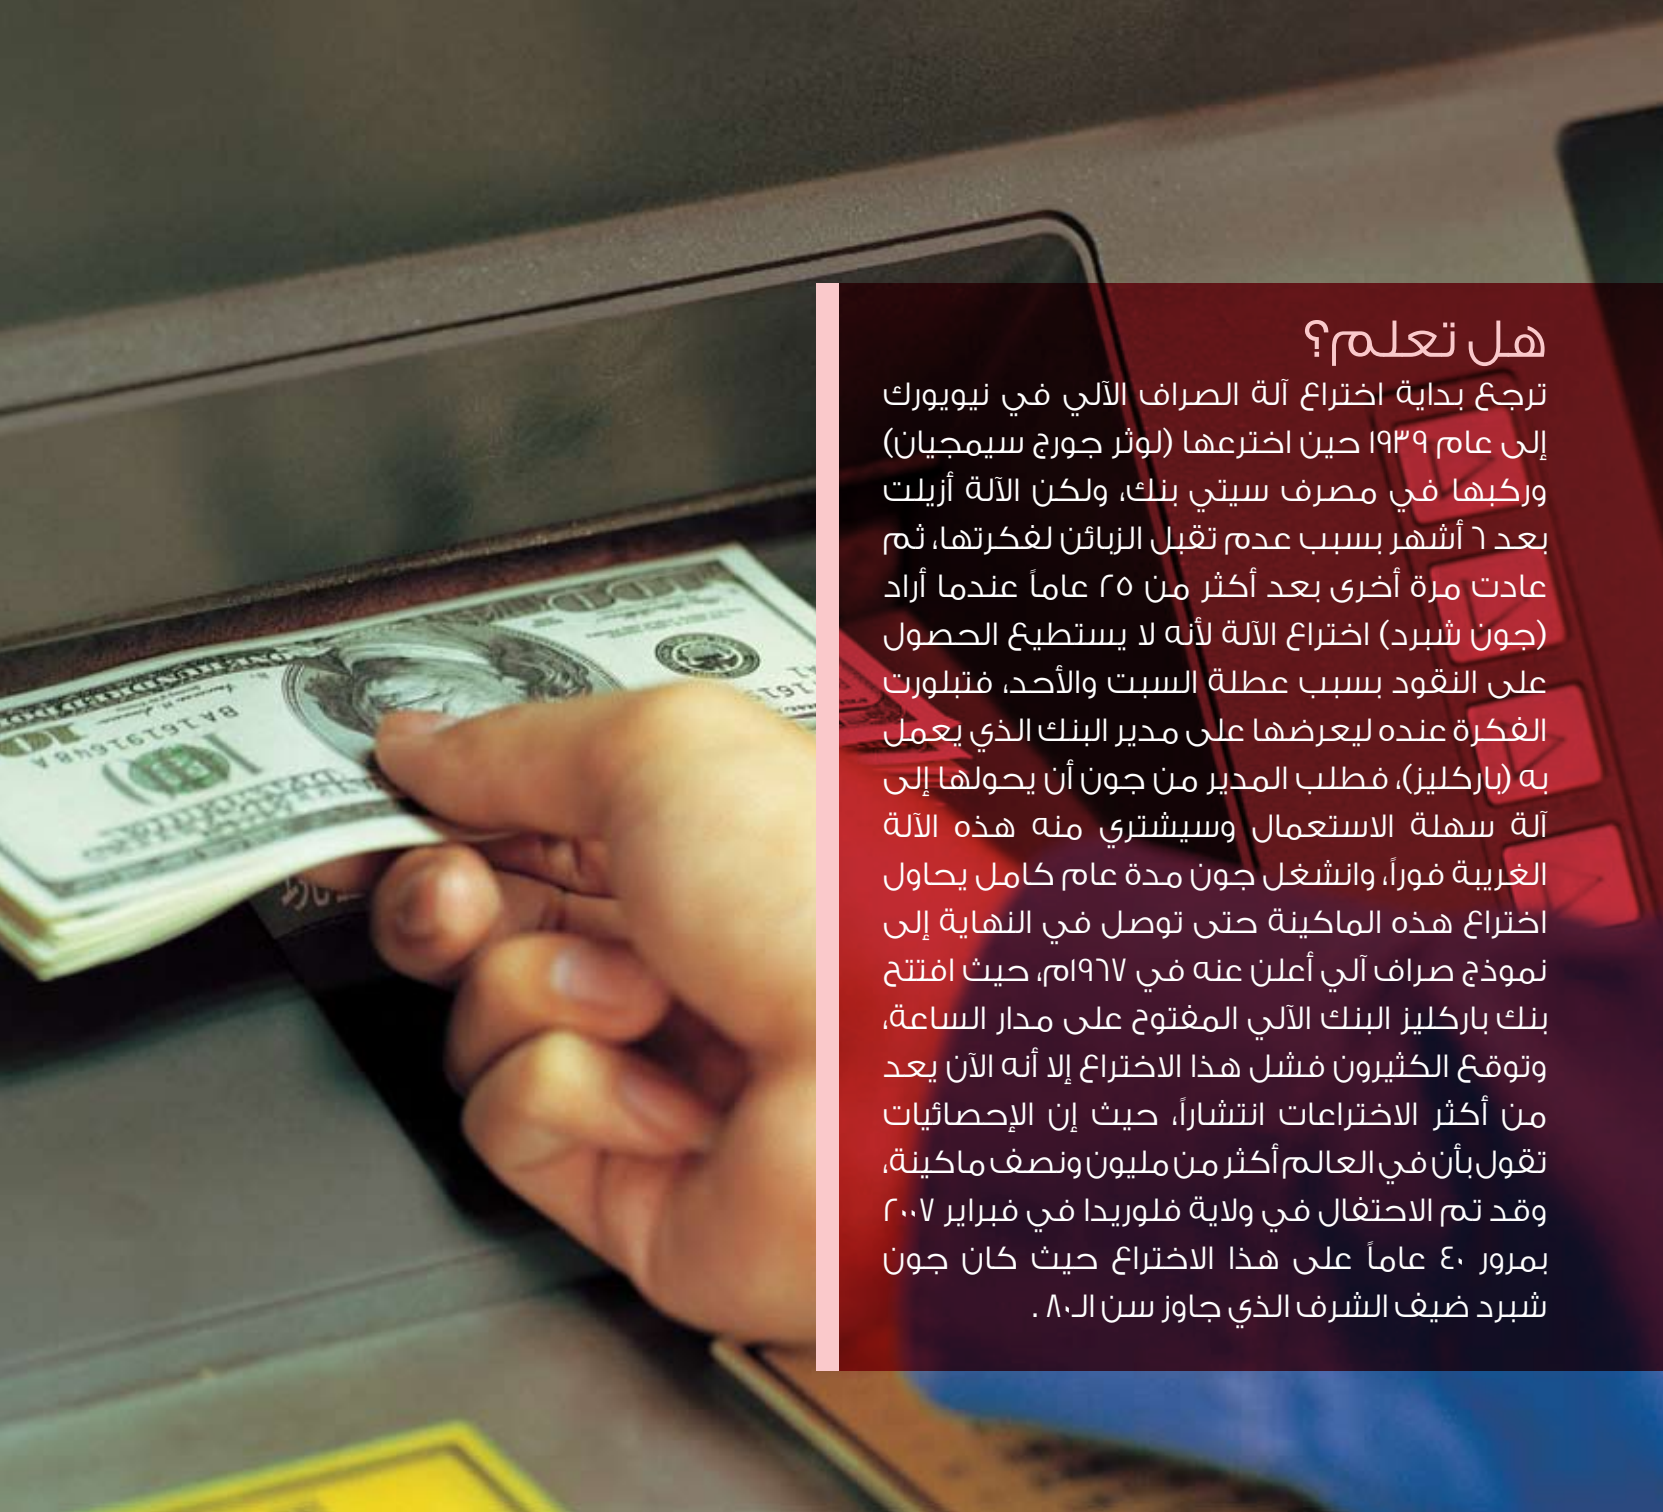 هل تعلم؟
ترجع بداية اختراع آلة الصراف الآلي في نيويورك
إلى عام ١٩٣٩ حين اخترعها (لوثر جورج سيمجيان)
وركبها في مصرف سيتي بنك، ولكن الآلة أزيلت
بعد ٦ أشهر بسبب عدم تقبل الزبائن لفكرتها، ثم
عادت مرة أخرى بعد أكثر من ٢٥ عاماً عندما أراد
(جون شبرد) اختراع الآلة لأنه لا يستطيع الحصول
على النقود بسبب عطلة السبت والأحد، فتبلورت
الفكرة عنده ليعرضها على مدير البنك الذي يعمل
به (باركليز)، فطلب المدير من جون أن يحولها إلى
آلة سهلة الاستعمال وسيشتري منه هذه الآلة
الغريبة فوراً، وانشغل جون مدة عام كامل يحاول
اختراع هذه الماكينة حتى توصل في النهاية إلى
نموذج صراف آلي أعلن عنه في ١٩٦٧م، حيث افتتح
بنك باركليز البنك الآلي المفتوح على مدار الساعة،
وتوقع الكثيرون فشل هذا الاختراع إلا أنه الآن يعد
من أكثر الاختراعات انتشاراً، حيث إن الإحصائيات
تقول بأن في العالم أكثر من مليون ونصف ماكينة،
وقد تم الاحتفال في ولاية فلوريدا في فبراير ٢٠٠٧
بمرور ٤٠ عاماً على هذا الاختراع حيث كان جون
شبرد ضيف الشرف الذي جاوز سن الـ٨٠ .
BA 16191648 A
100